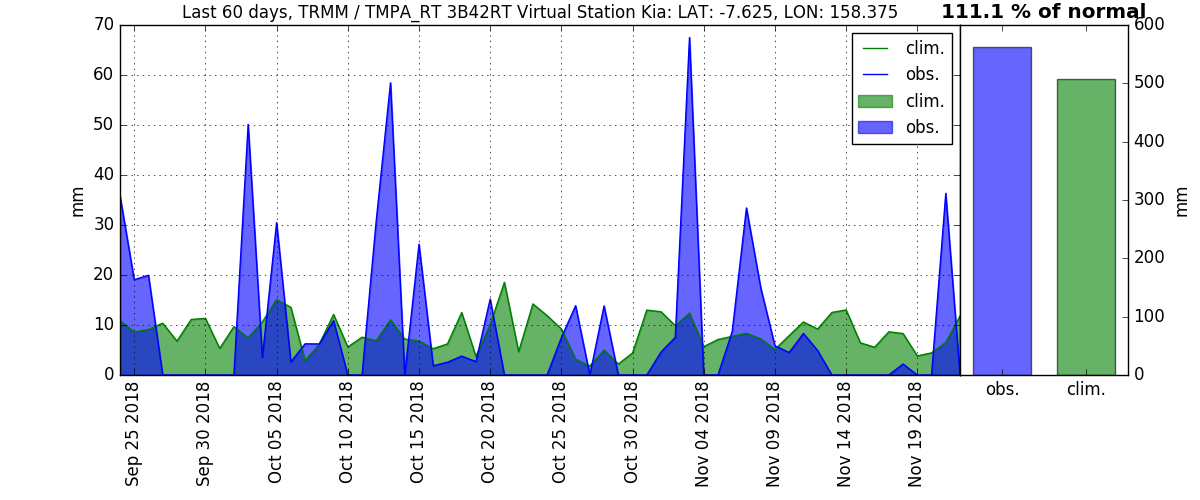 Last 60 days, TRMM / TMPA_RT 3B42RT Virtual Station Kia: LAT: -7.625, LON: 158.375
111.1 % of normal
mm
70
60
50
40
30
20
10
0
clim.
obs.
clim.
obs.
Sep 25 2018
Sep 30 2018
Oct 05 2018
Oct 10 2018
Oct 15 2018
Oct 20 2018
Oct 25 2018
Oct 30 2018
Nov 04 2018
Nov 09 2018
Nov 14 2018
Nov 19 2018
obs.
clim.
600
500
400
300
200
100
0
mm